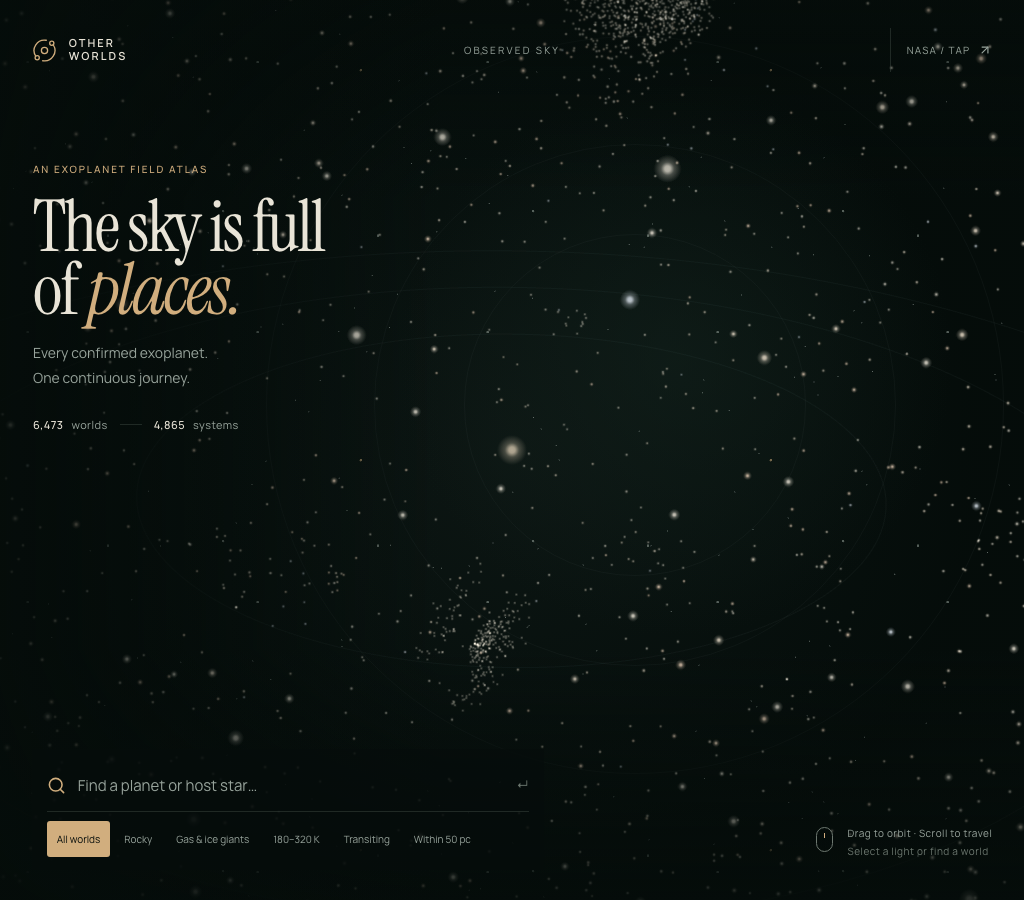 OTHER
WORLDS
OBSERVED SKY
NASA / TAP
AN EXOPLANET FIELD ATLAS
The sky is full
of places.
Every confirmed exoplanet.
One continuous journey.
6,473 worlds — 4,865 systems
Find a planet or host star...
All worlds Rocky Gas & ice giants 180–320 K Transiting Within 50 pc
Drag to orbit · Scroll to travel
Select a light or find a world